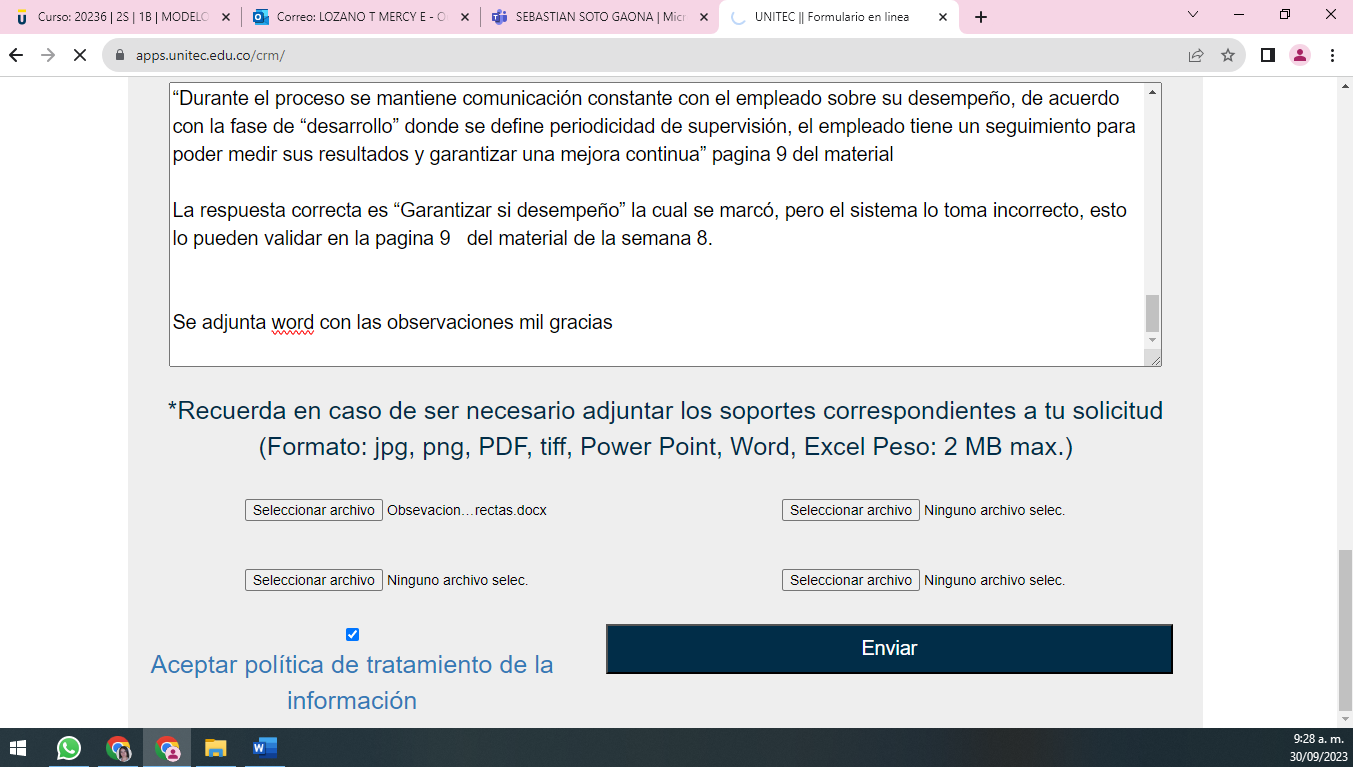 Curso: 20236 | 2S | 1B | MODELO
Correo: LOZANO T MERCY E - O
SEBASTIAN SOTO GAONA | Micr
UNITEC || Formulario en linea
apps.unitec.edu.co/crm/
“Durante el proceso se mantiene comunicación constante con el empleado sobre su desempeño, de acuerdo
con la fase de “desarrollo” donde se define periodicidad de supervisión, el empleado tiene un seguimiento para
poder medir sus resultados y garantizar una mejora continua” pagina 9 del material
La respuesta correcta es “Garantizar si desempeño” la cual se marcó, pero el sistema lo toma incorrecto, esto
lo pueden validar en la pagina 9 del material de la semana 8.
Se adjunta word con las observaciones mil gracias
*Recuerda en caso de ser necesario adjuntar los soportes correspondientes a tu solicitud
(Formato: jpg, png, PDF, tiff, Power Point, Word, Excel Peso: 2 MB max.)
Seleccionar archivo Obsevacion…rectas.docx
Seleccionar archivo Ninguno archivo selec.
Seleccionar archivo Ninguno archivo selec.
Seleccionar archivo Ninguno archivo selec.
Enviar
Aceptar política de tratamiento de la
información
9:28 a. m.
30/09/2023